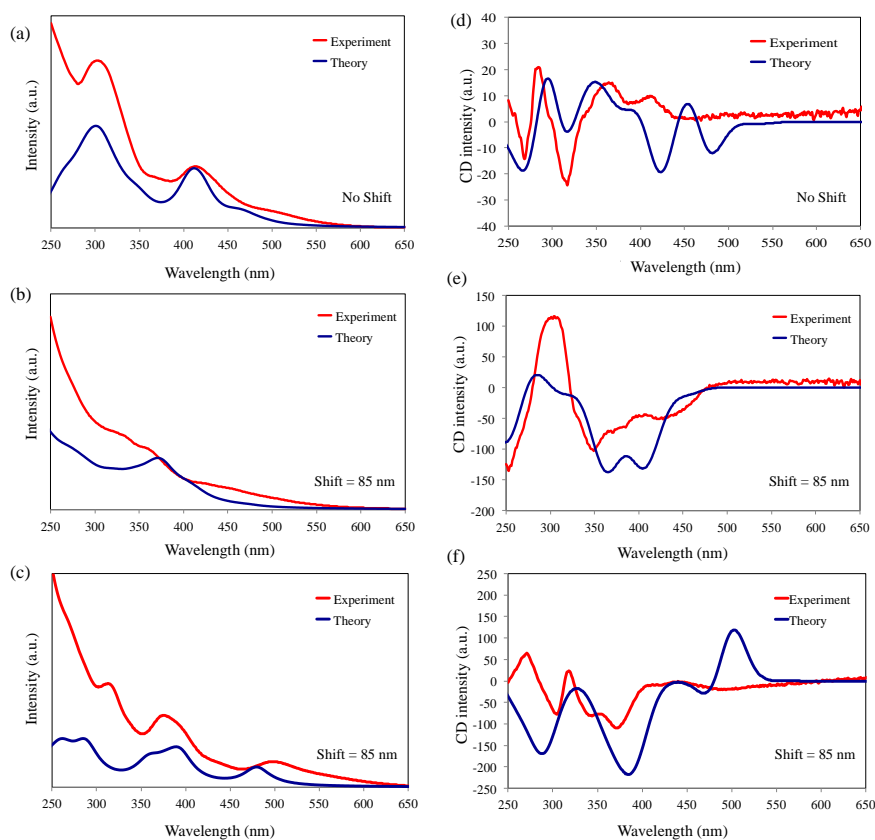 (a)
Experiment
Theory
No Shift
Intensity (a.u.)
250 300 350 400 450 500 550 600 650
Wavelength (nm)
(b)
Experiment
Theory
Shift = 85 nm
Intensity (a.u.)
250 300 350 400 450 500 550 600 650
Wavelength (nm)
(c)
Experiment
Theory
Shift = 85 nm
Intensity (a.u.)
250 300 350 400 450 500 550 600 650
Wavelength (nm)
(d)
40
30
20
10
0
-10
-20
-30
-40
CD intensity (a.u.)
Experiment
Theory
No Shift
250 300 350 400 450 500 550 600 650
Wavelength (nm)
(e)
150
100
50
0
-50
-100
-150
-200
CD intensity (a.u.)
Experiment
Theory
Shift = 85 nm
250 300 350 400 450 500 550 600 650
Wavelength (nm)
(f)
250
200
150
100
50
0
-50
-100
-150
-200
-250
CD intensity (a.u.)
Experiment
Theory
Shift = 85 nm
250 300 350 400 450 500 550 600 650
Wavelength (nm)